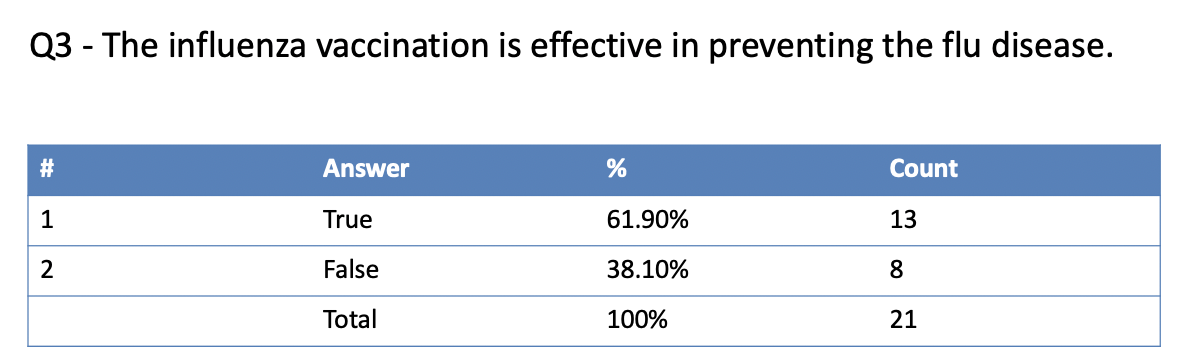 Q3 - The influenza vaccination is effective in preventing the flu disease.
# Answer % Count
1 True 61.90% 13
2 False 38.10% 8
Total 100% 21